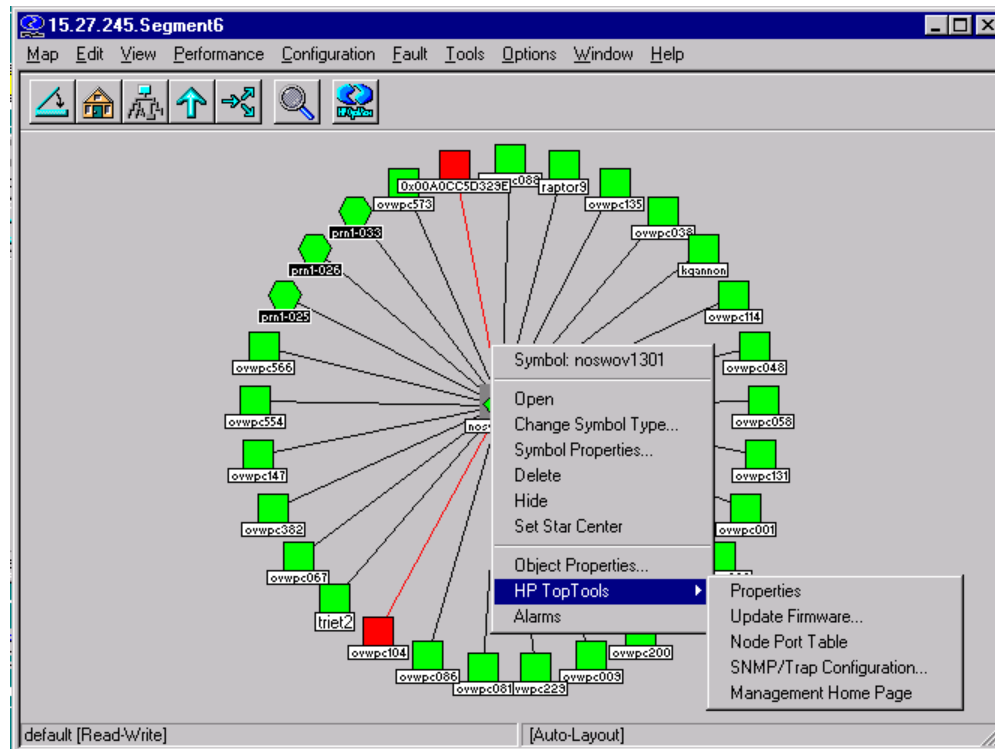 15.27.245.Segment6
Map Edit View Performance Configuration Fault Tools Options Window Help
0x00A0CC5D329E
raptor9
ovwpc573
ovwpc135
prn1-033
ovwpc038
prn1-026
kgannon
prn1-025
ovwpc114
Symbol: noswov1301
ovwpc566
ovwpc048
Open
ovwpc554
ovwpc058
Change Symbol Type...
Symbol Properties...
ovwpc147
ovwpc131
Delete
Hide
ovwpc382
ovwpc001
Set Star Center
Object Properties...
ovwpc067
HP TopTools
Properties
Alarms
Update Firmware...
triet2
Node Port Table
ovwpc104
ovwpc200
SNMP/Trap Configuration...
ovwpc086
ovwpc009
Management Home Page
ovwpc081
vwpc229
default [Read-Write]
[Auto-Layout]